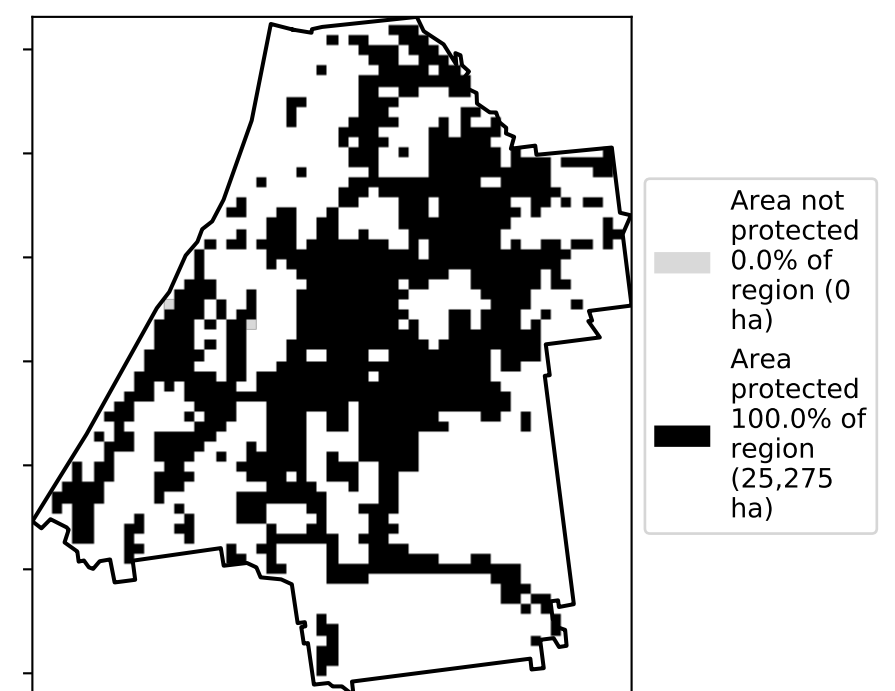 Area not
protected
0.0% of
region (0
ha)
Area
protected
100.0% of
region
(25,275
ha)